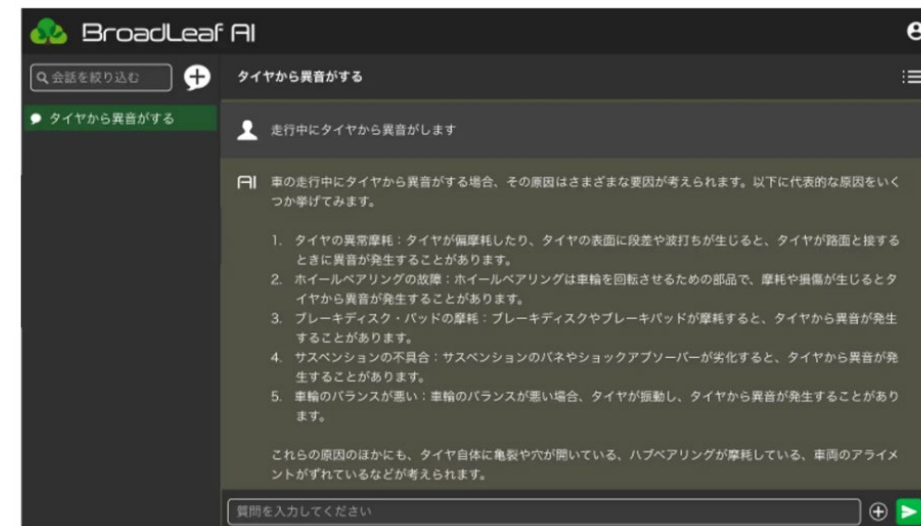 BroadLeaf AI
会話を絞り込む
タイヤから異音がする
タイヤから異音がする
走行中にタイヤから異音がします
AI 車の走行中にタイヤから異音がする場合、その原因はさまざまな要因が考えられます。以下に代表的な原因をいく
つか挙げてみます。
1. タイヤの異常摩耗：タイヤが偏摩耗したり、タイヤの表面に段差や波打ちが生じると、タイヤが路面と接する
ときに異音が発生することがあります。
2. ホイールベアリングの故障：ホイールベアリングは車輪を回転させるための部品で、摩耗や損傷が生じるとタ
イヤから異音が発生することがあります。
3. ブレーキディスク・パッドの摩耗：ブレーキディスクやブレーキパッドが摩耗すると、タイヤから異音が発生
することがあります。
4. サスペンションの不具合：サスペンションのバネやショックアブソーバーが劣化すると、タイヤから異音が発
生することがあります。
5. 車輪のバランスが悪い：車輪のバランスが悪い場合、タイヤが振動し、タイヤから異音が発生することがあり
ます。
これらの原因のほかにも、タイヤ自体に亀裂や穴が開いている、ハブベアリングが摩耗している、車両のアライメ
ントがずれているなどが考えられます。
質問を入力してください